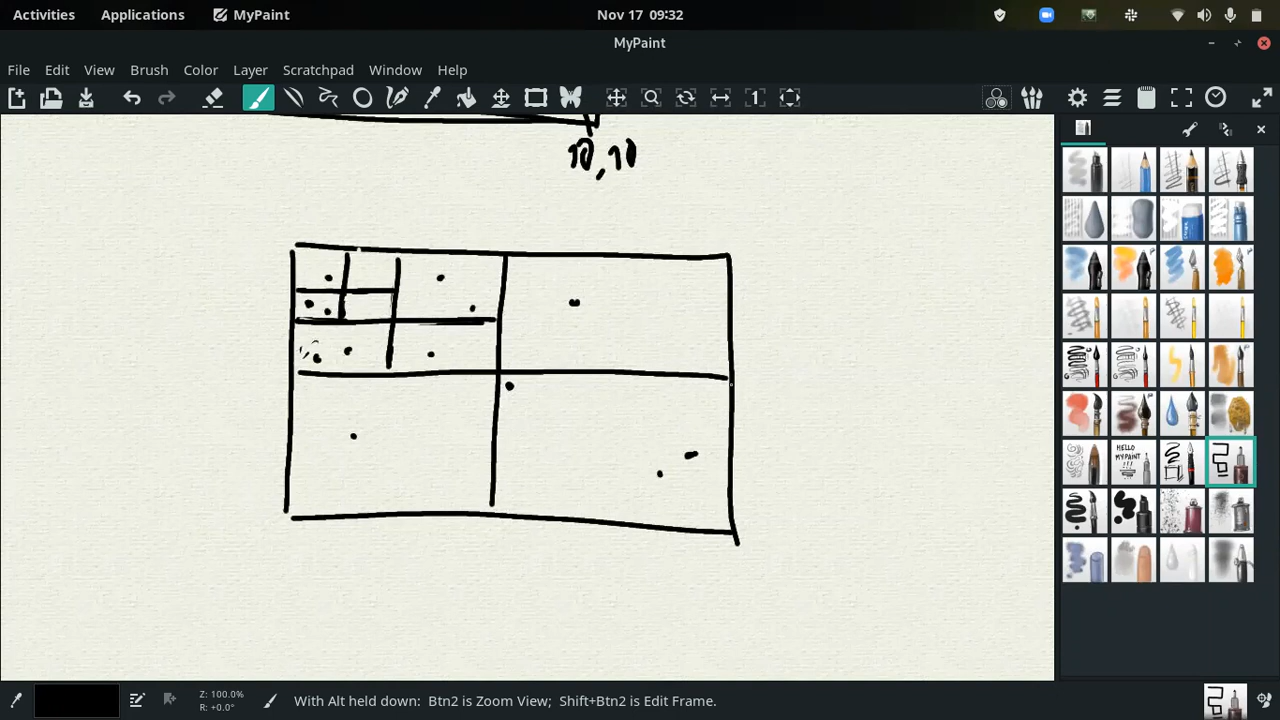 Activities Applications MyPaint Nov 17 09:32
MyPaint
File Edit View Brush Color Layer Scratchpad Window Help
10,10
HELLO
MYPAINT
!!!
Z: 100.0%
R: +0.0°
With Alt held down: Btn2 is Zoom View; Shift+Btn2 is Edit Frame.